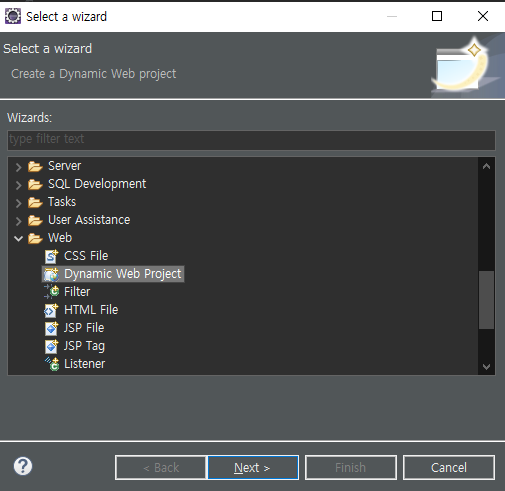 Select a wizard
Select a wizard
Create a Dynamic Web project
Wizards:
type filter text
Server
SQL Development
Tasks
User Assistance
Web
CSS File
Dynamic Web Project
Filter
HTML File
JSP File
JSP Tag
Listener
? < Back Next > Finish Cancel